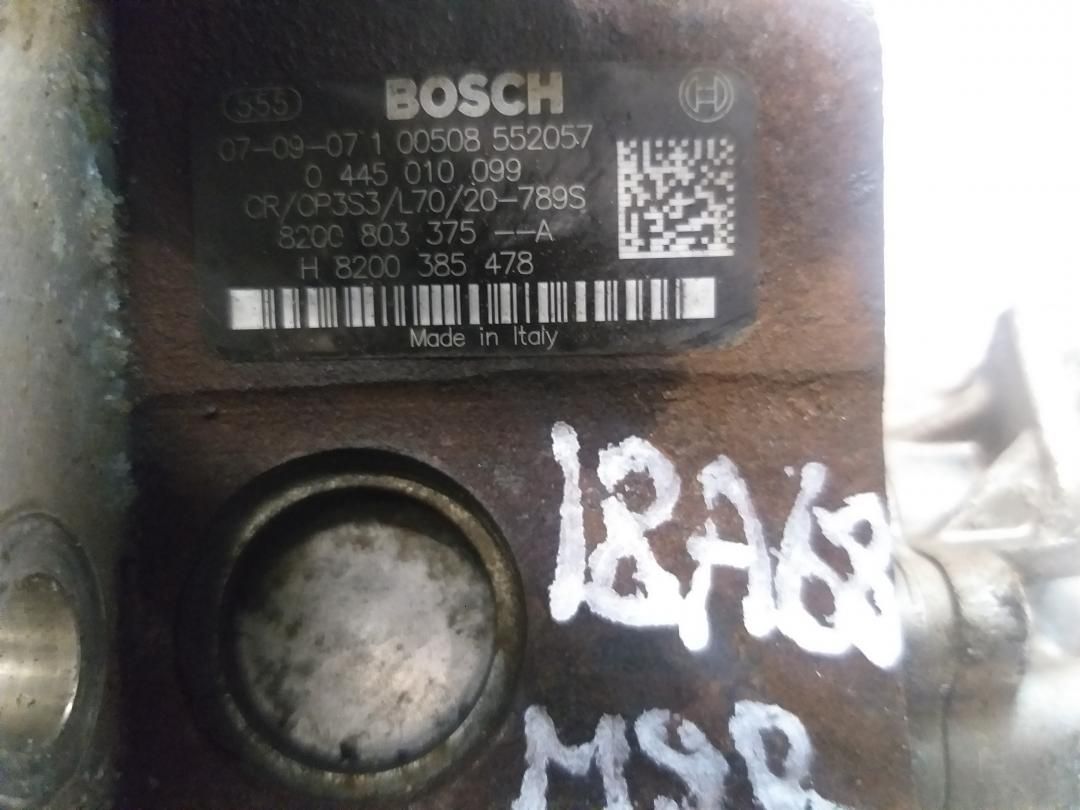 555 BOSCH
07-09-07 1 00508 552057
0 445 010 099
CR/CP3S3/L70/20-789S
8200 803 375 --A
H 8200 385 478
Made in Italy
18A68
M9R